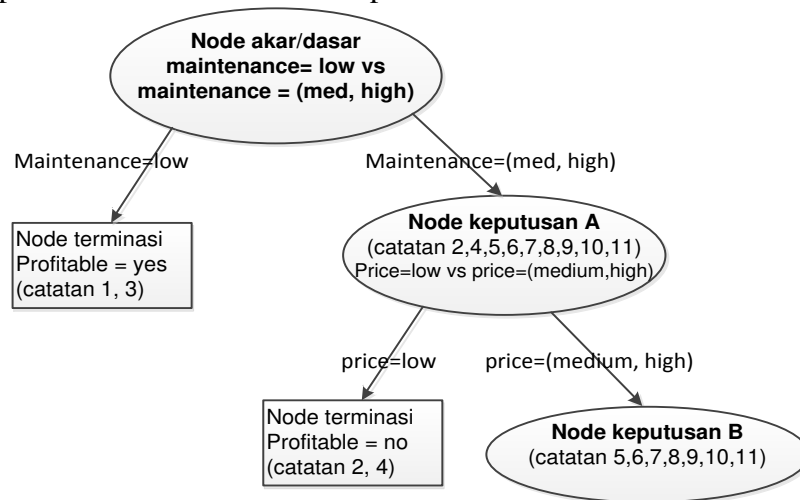 Node akar/dasar
maintenance= low vs
maintenance = (med, high)
Maintenance=low
Maintenance=(med, high)
Node terminasi
Profitable = yes
(catatan 1, 3)
Node keputusan A
(catatan 2,4,5,6,7,8,9,10,11)
Price=low vs price=(medium,high)
price=low
price=(medium, high)
Node terminasi
Profitable = no
(catatan 2, 4)
Node keputusan B
(catatan 5,6,7,8,9,10,11)